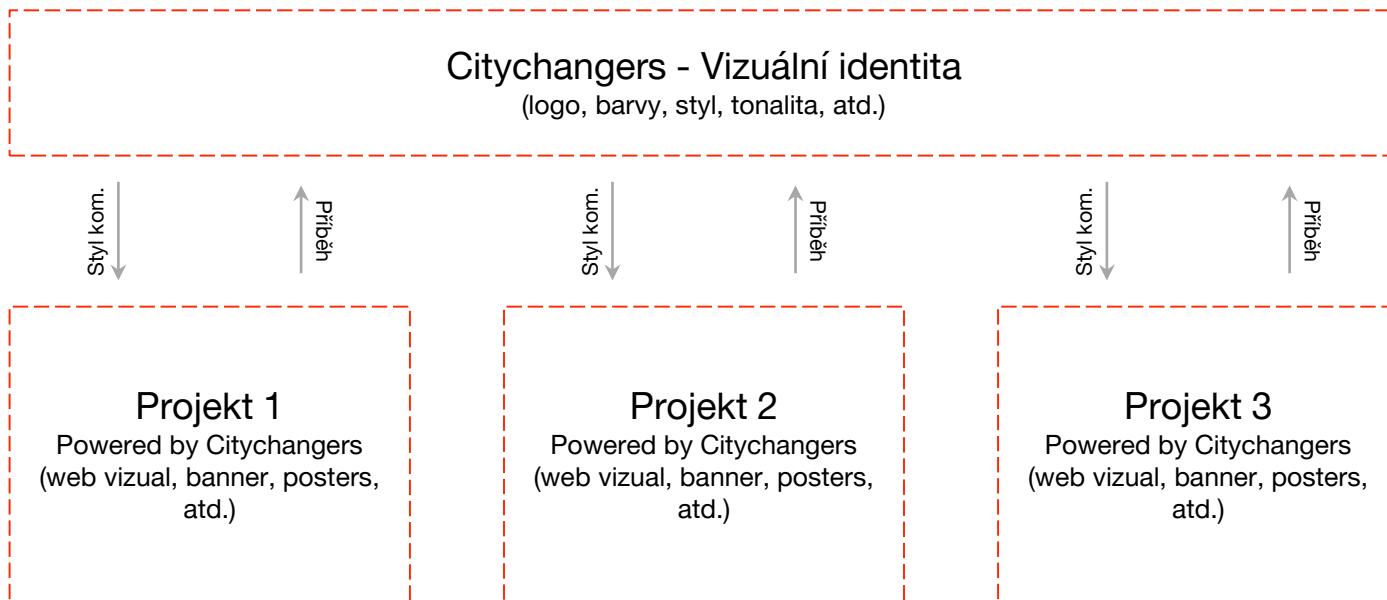 Citychangers - Vizuální identita
(logo, barvy, styl, tonalita, atd.)
Styl kom.
Příběh
Styl kom.
Příběh
Styl kom.
Příběh
Projekt 1
Powered by Citychangers
(web vizual, banner, posters,
atd.)
Projekt 2
Powered by Citychangers
(web vizual, banner, posters,
atd.)
Projekt 3
Powered by Citychangers
(web vizual, banner, posters,
atd.)